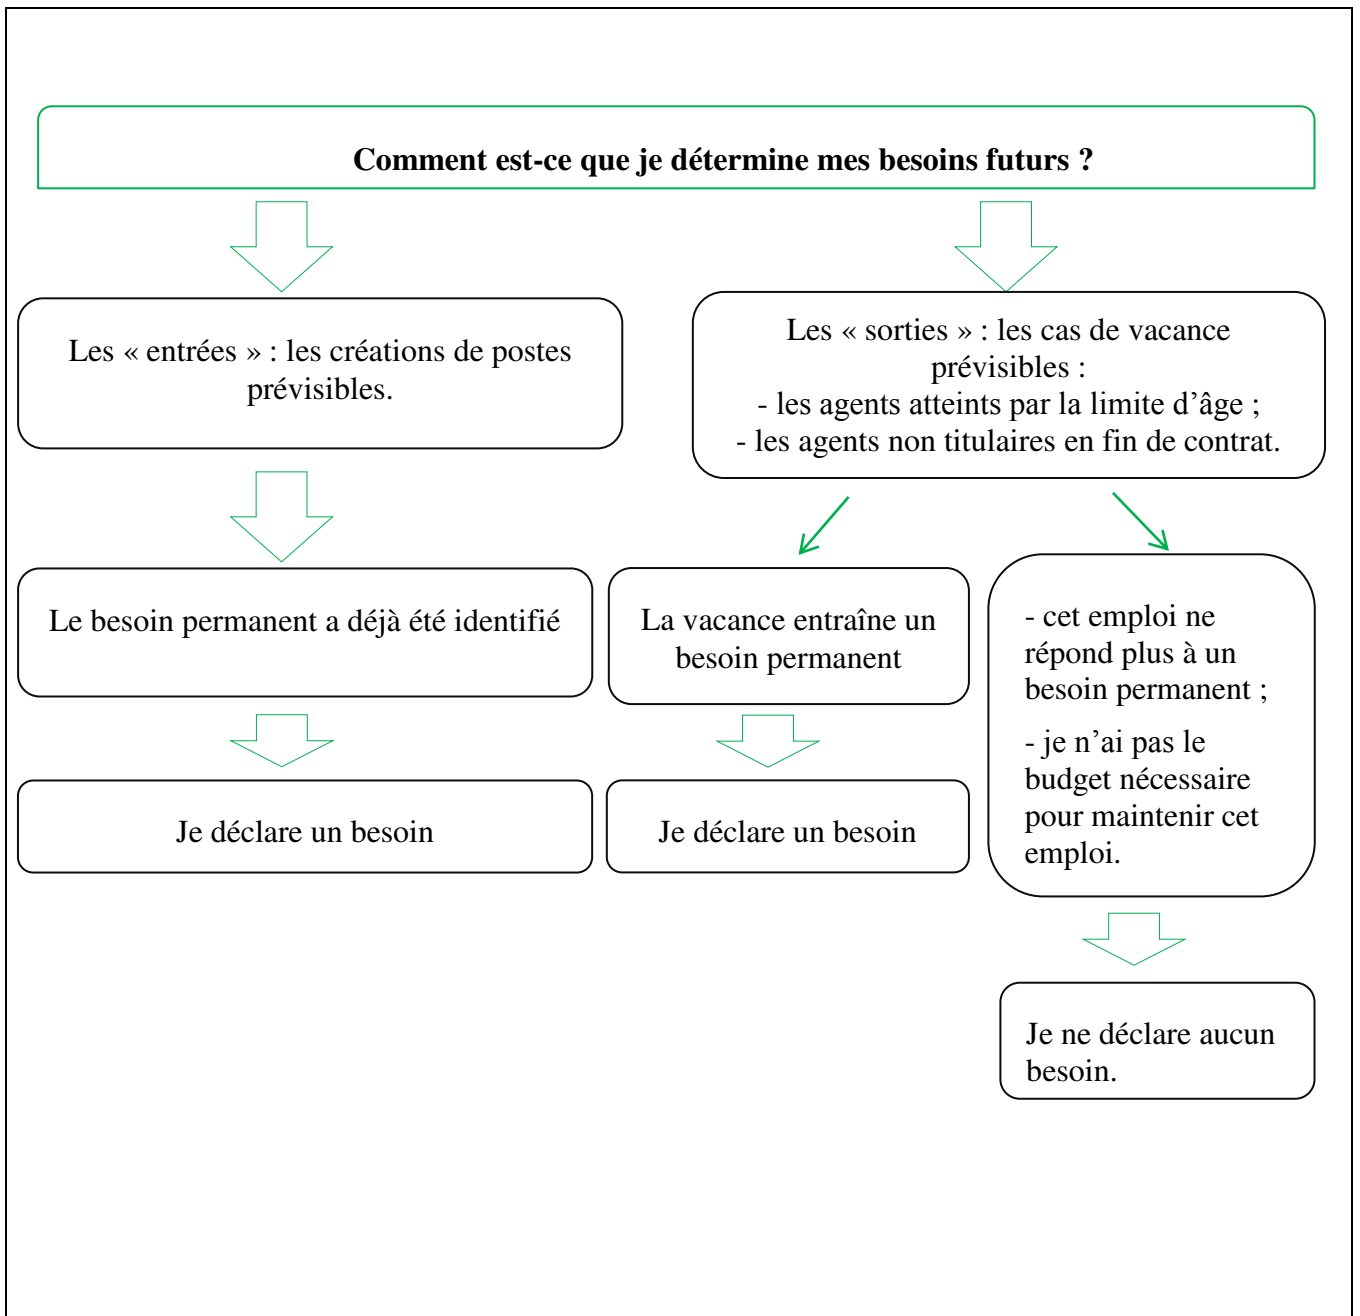 Comment est-ce que je détermine mes besoins futurs ?
Les « entrées » : les créations de postes
prévisibles.
Les « sorties » : les cas de vacance
prévisibles :
- les agents atteints par la limite d’âge ;
- les agents non titulaires en fin de contrat.
Le besoin permanent a déjà été identifié
La vacance entraîne un
besoin permanent
- cet emploi ne
répond plus à un
besoin permanent ;
- je n’ai pas le
budget nécessaire
pour maintenir cet
emploi.
Je déclare un besoin
Je déclare un besoin
Je ne déclare aucun
besoin.